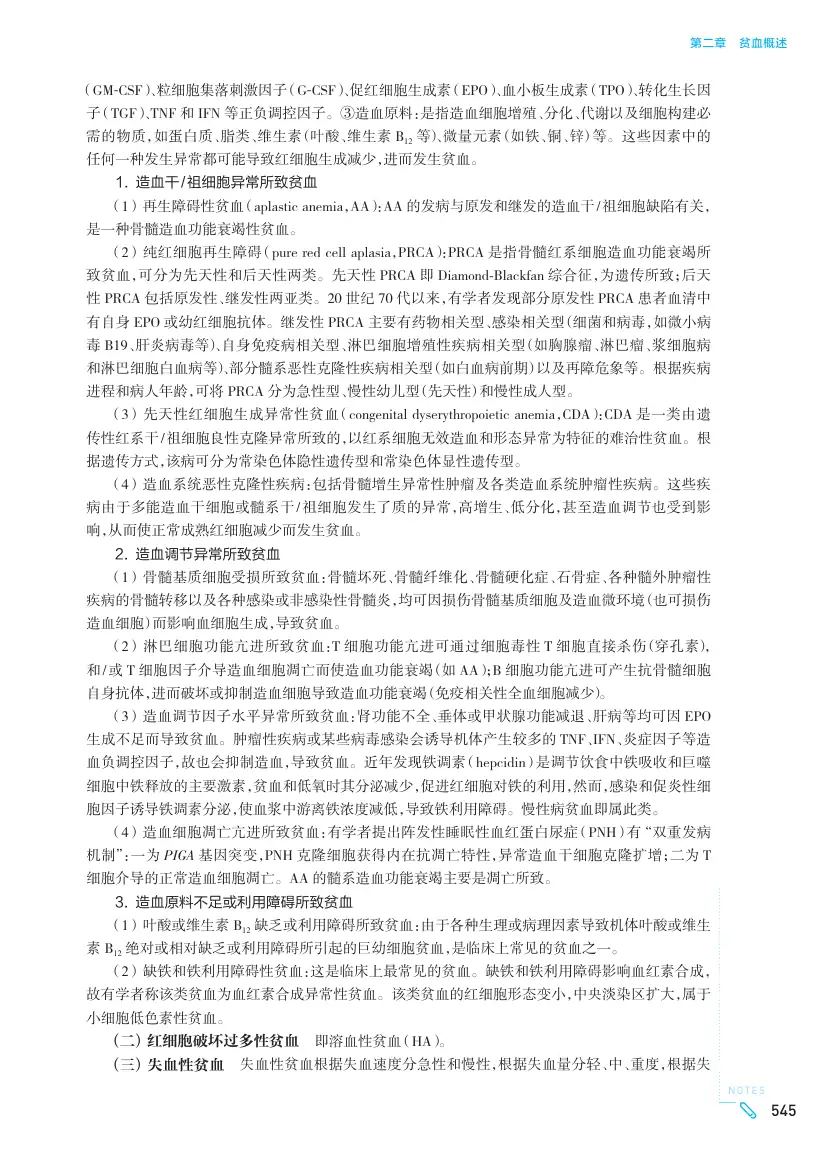 第二章 贫血概述
(GM-CSF)、粒细胞集落刺激因子(G-CSF)、促红细胞生成素(EPO)、血小板生成素(TPO)、转化生长因
子(TGF)、TNF 和 IFN 等正负调控因子。③造血原料:是指造血细胞增殖、分化、代谢以及细胞构建必
需的物质,如蛋白质、脂类、维生素(叶酸、维生素 B₁₂ 等)、微量元素(如铁、铜、锌)等。这些因素中的
任何一种发生异常都可能导致红细胞生成减少,进而发生贫血。
1. 造血干/祖细胞异常所致贫血
(1)再生障碍性贫血(aplastic anemia,AA):AA 的发病与原发和继发的造血干/祖细胞缺陷有关,
是一种骨髓造血功能衰竭性贫血。
(2)纯红细胞再生障碍(pure red cell aplasia,PRCA):PRCA 是指骨髓红系细胞造血功能衰竭所
致贫血,可分为先天性和后天性两类。先天性 PRCA 即 Diamond-Blackfan 综合征,为遗传所致;后天
性 PRCA 包括原发性、继发性两亚类。20 世纪 70 代以来,有学者发现部分原发性 PRCA 患者血清中
有自身 EPO 或幼红细胞抗体。继发性 PRCA 主要有药物相关型、感染相关型(细菌和病毒,如微小病
毒 B19、肝炎病毒等)、自身免疫病相关型、淋巴细胞增殖性疾病相关型(如胸腺瘤、淋巴瘤、浆细胞病
和淋巴细胞白血病等)、部分髓系恶性克隆性疾病相关型(如白血病前期)以及再障危象等。根据疾病
进程和病人年龄,可将 PRCA 分为急性型、慢性幼儿型(先天性)和慢性成人型。
(3)先天性红细胞生成异常性贫血(congenital dyserythropoietic anemia,CDA):CDA 是一类由遗
传性红系干/祖细胞良性克隆异常所致的,以红系细胞无效造血和形态异常为特征的难治性贫血。根
据遗传方式,该病可分为常染色体隐性遗传型和常染色体显性遗传型。
(4)造血系统恶性克隆性疾病:包括骨髓增生异常性肿瘤及各类造血系统肿瘤性疾病。这些疾
病由于多能造血干细胞或髓系干/祖细胞发生了质的异常,高增生、低分化,甚至造血调节也受到影
响,从而使正常成熟红细胞减少而发生贫血。
2. 造血调节异常所致贫血
(1)骨髓基质细胞受损所致贫血:骨髓坏死、骨髓纤维化、骨髓硬化症、石骨症、各种髓外肿瘤性
疾病的骨髓转移以及各种感染或非感染性骨髓炎,均可因损伤骨髓基质细胞及造血微环境(也可损伤
造血细胞)而影响血细胞生成,导致贫血。
(2)淋巴细胞功能亢进所致贫血:T 细胞功能亢进可通过细胞毒性 T 细胞直接杀伤(穿孔素),
和/或 T 细胞因子介导造血细胞凋亡而使造血功能衰竭(如 AA);B 细胞功能亢进可产生抗骨髓细胞
自身抗体,进而破坏或抑制造血细胞导致造血功能衰竭(免疫相关性全血细胞减少)。
(3)造血调节因子水平异常所致贫血:肾功能不全、垂体或甲状腺功能减退、肝病等均可因 EPO
生成不足而导致贫血。肿瘤性疾病或某些病毒感染会诱导机体产生较多的 TNF、IFN、炎症因子等造
血负调控因子,故也会抑制造血,导致贫血。近年发现铁调素(hepcidin)是调节饮食中铁吸收和巨噬
细胞中铁释放的主要激素,贫血和低氧时其分泌减少,促进红细胞对铁的利用,然而,感染和促炎性细
胞因子诱导铁调素分泌,使血浆中游离铁浓度减低,导致铁利用障碍。慢性病贫血即属此类。
(4)造血细胞凋亡亢进所致贫血:有学者提出阵发性睡眠性血红蛋白尿症(PNH)有“双重发病
机制”:一为 PIGA 基因突变,PNH 克隆细胞获得内在抗凋亡特性,异常造血干细胞克隆扩增;二为 T
细胞介导的正常造血细胞凋亡。AA 的髓系造血功能衰竭主要是凋亡所致。
3. 造血原料不足或利用障碍所致贫血
(1)叶酸或维生素 B₁₂ 缺乏或利用障碍所致贫血:由于各种生理或病理因素导致机体叶酸或维生
素 B₁₂ 绝对或相对缺乏或利用障碍所引起的巨幼细胞贫血,是临床上常见的贫血之一。
(2)缺铁和铁利用障碍性贫血:这是临床上最常见的贫血。缺铁和铁利用障碍影响血红素合成,
故有学者称该类贫血为血红素合成异常性贫血。该类贫血的红细胞形态变小,中央淡染区扩大,属于
小细胞低色素性贫血。
(二)红细胞破坏过多性贫血 即溶血性贫血(HA)。
(三)失血性贫血 失血性贫血根据失血速度分急性和慢性,根据失血量分轻、中、重度,根据失
NOTES
545